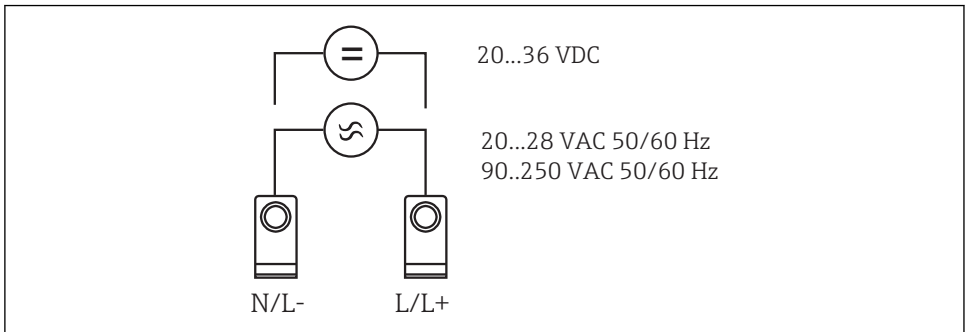 20...36 VDC
20...28 VAC 50/60 Hz
90..250 VAC 50/60 Hz
N/L- L/L+